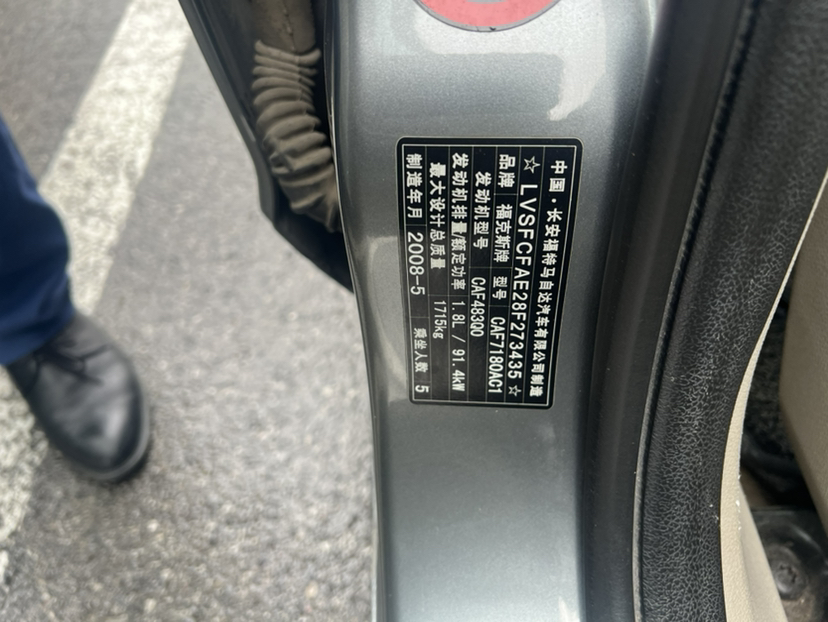 中国·长安福特马自达汽车有限公司制造
☆LVSFCFAE28F273435☆
品牌 福克斯牌 型号 CAF7180AC1
发动机型号 CAF483Q0
发动机排量/额定功率 1.8L / 91.4kW
最大设计总质量 1715kg
制造年月 2008-5 乘坐人数 5